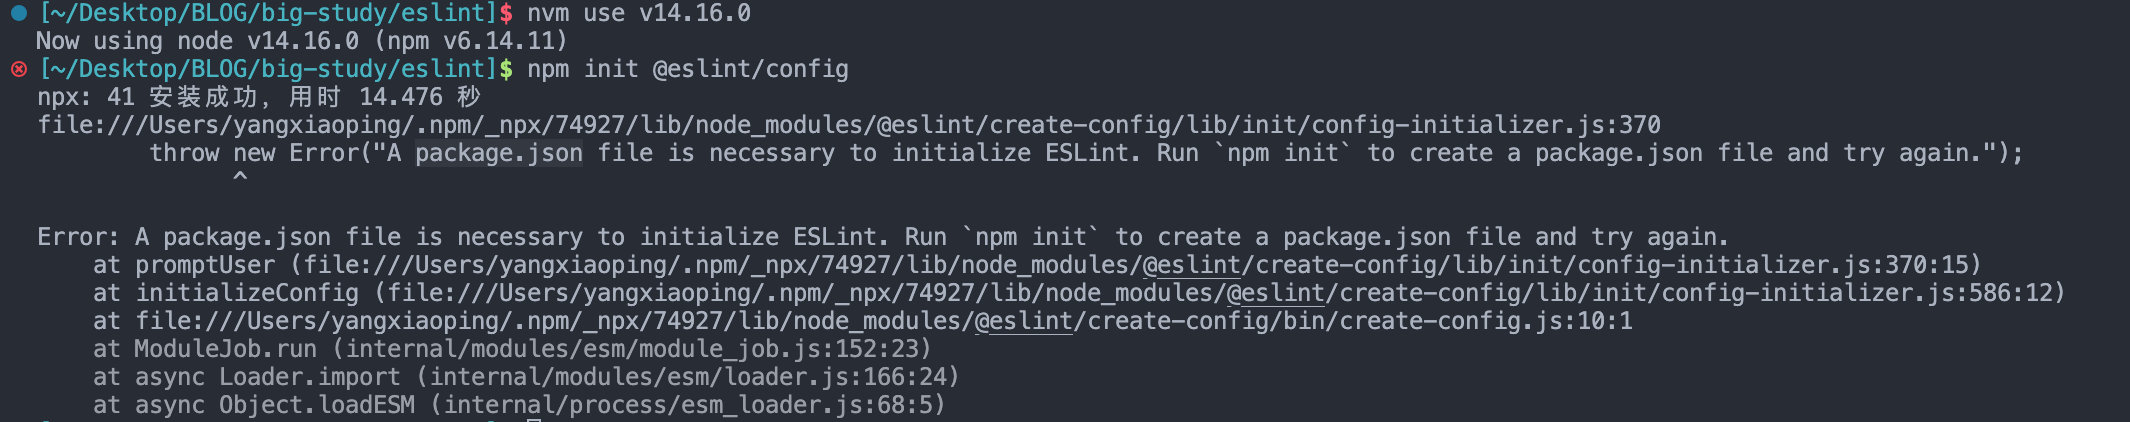 [~/Desktop/BLOG/big-study/eslint]$ nvm use v14.16.0
Now using node v14.16.0 (npm v6.14.11)
[~/Desktop/BLOG/big-study/eslint]$ npm init @eslint/config
npx: 41 安装成功，用时 14.476 秒
file:///Users/yangxiaoping/.npm/_npx/74927/lib/node_modules/@eslint/create-config/lib/init/config-initializer.js:370
        throw new Error("A package.json file is necessary to initialize ESLint. Run `npm init` to create a package.json file and try again.");
              ^
Error: A package.json file is necessary to initialize ESLint. Run `npm init` to create a package.json file and try again.
    at promptUser (file:///Users/yangxiaoping/.npm/_npx/74927/lib/node_modules/@eslint/create-config/lib/init/config-initializer.js:370:15)
    at initializeConfig (file:///Users/yangxiaoping/.npm/_npx/74927/lib/node_modules/@eslint/create-config/lib/init/config-initializer.js:586:12)
    at file:///Users/yangxiaoping/.npm/_npx/74927/lib/node_modules/@eslint/create-config/bin/create-config.js:10:1
    at ModuleJob.run (internal/modules/esm/module_job.js:152:23)
    at async Loader.import (internal/modules/esm/loader.js:166:24)
    at async Object.loadESM (internal/process/esm_loader.js:68:5)